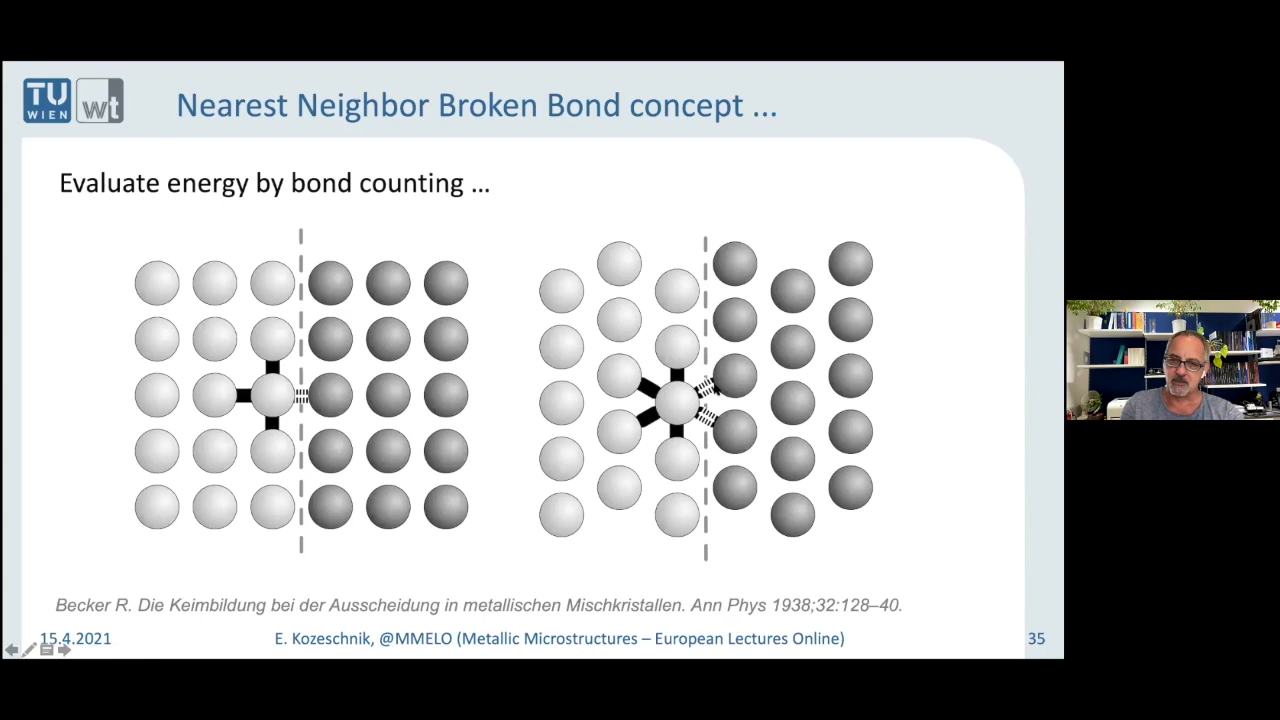 TU
WIEN
wt
Nearest Neighbor Broken Bond concept ...
Evaluate energy by bond counting ...
Becker R. Die Keimbildung bei der Ausscheidung in metallischen Mischkristallen. Ann Phys 1938;32:128–40.
15.4.2021
E. Kozeschnik, @MMELO (Metallic Microstructures – European Lectures Online)
35